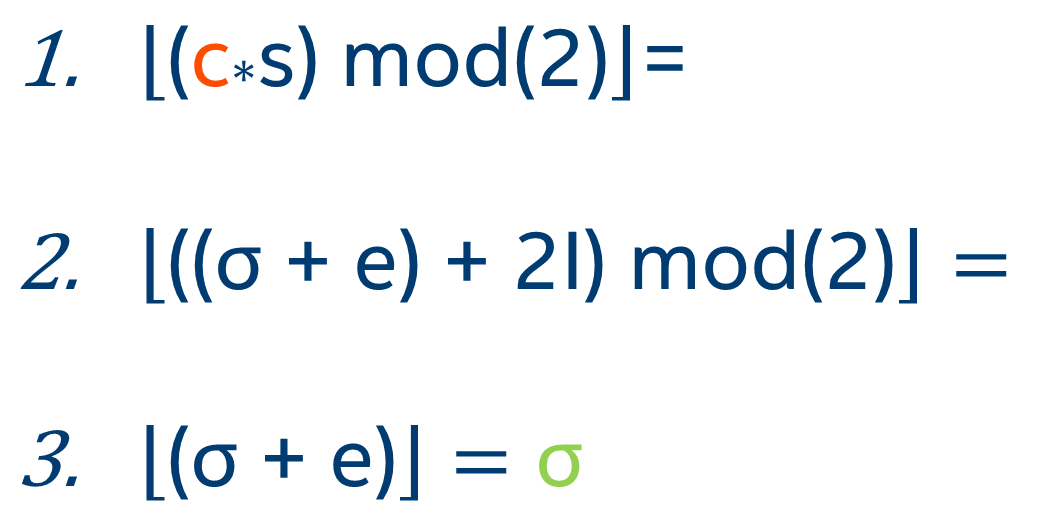 1. ⌊(c*s) mod(2)⌋=
2. ⌊((σ + e) + 2I) mod(2)⌋ =
3. ⌊(σ + e)⌋ = σ